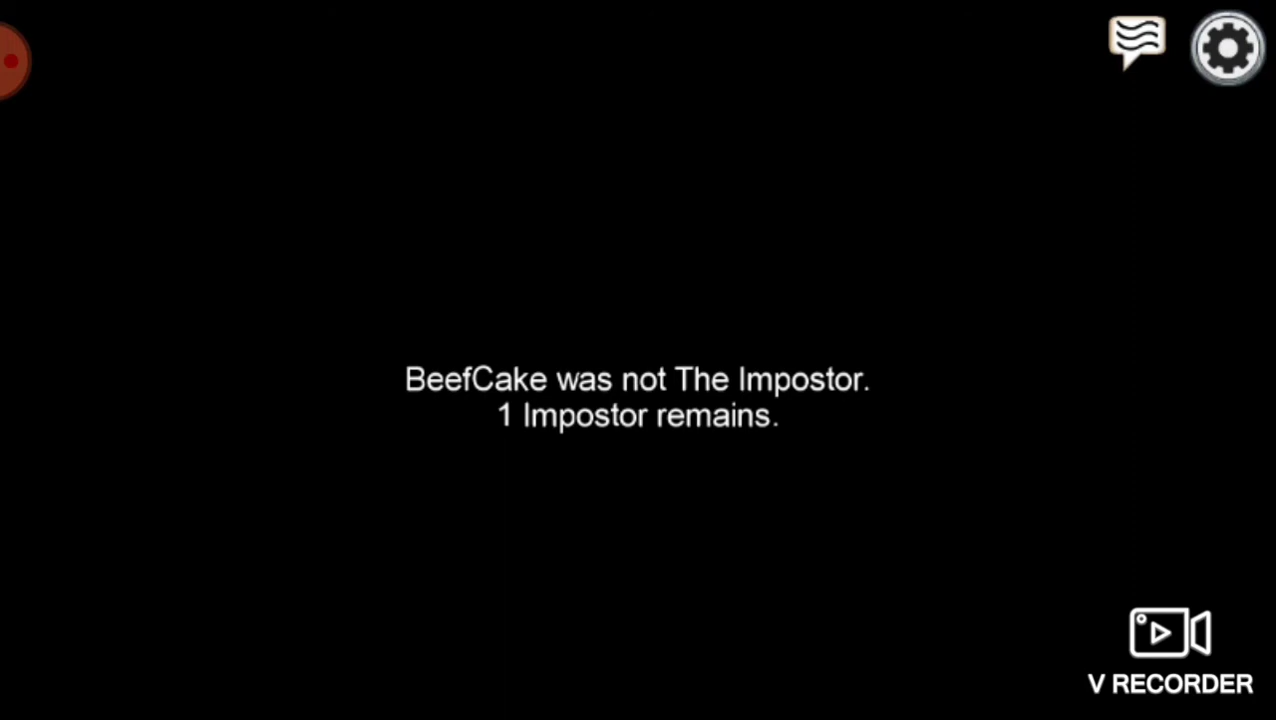 BeefCake was not The Impostor.
1 Impostor remains.
V RECORDER